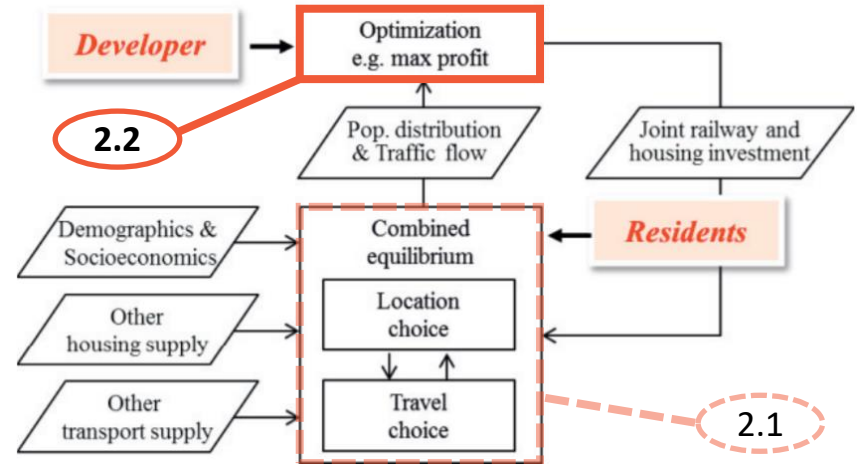 Developer
Optimization
e.g. max profit
2.2
Pop. distribution
& Traffic flow
Joint railway and
housing investment
Demographics &
Socioeconomics
Combined
equilibrium
Residents
Other
housing supply
Location
choice
Other
transport supply
Travel
choice
2.1